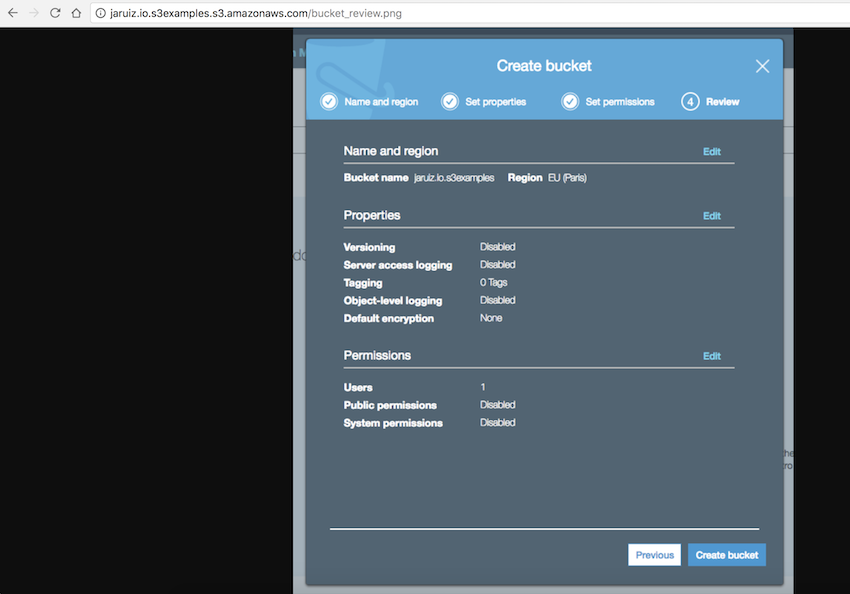 jaruiz.io.s3examples.s3.amazonaws.com/bucket_review.png
Create bucket
Name and region Set properties Set permissions 4 Review
Name and region Edit
Bucket name jaruiz.io.s3examples Region EU (Paris)
Properties Edit
Versioning Disabled
Server access logging Disabled
Tagging 0 Tags
Object-level logging Disabled
Default encryption None
Permissions Edit
Users 1
Public permissions Disabled
System permissions Disabled
Previous Create bucket